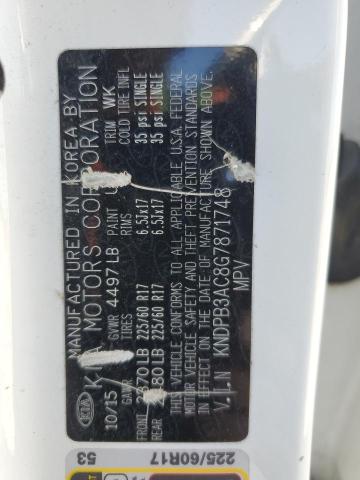 MANUFACTURED IN KOREA BY
KIA MOTORS CORPORATION
10/15 GVWR 4497 LB PAINT TRIM WK
GAWR TIRES RIMS COLD TIRE INFL
FRONT LB 225/60 R17 6.5Jx17 35 psi SINGLE
REAR LB 225/60 R17 6.5Jx17 35 psi SINGLE
THIS VEHICLE CONFORMS TO ALL APPLICABLE U.S.A. FEDERAL
VEHICLE SAFETY AND THEFT PREVENTION STANDARDS
IN EFFECT ON THE DATE OF MANUFACTURE SHOWN ABOVE.
V.I.N KNDPB3AC8G7871748
MPV
53 225/60R17